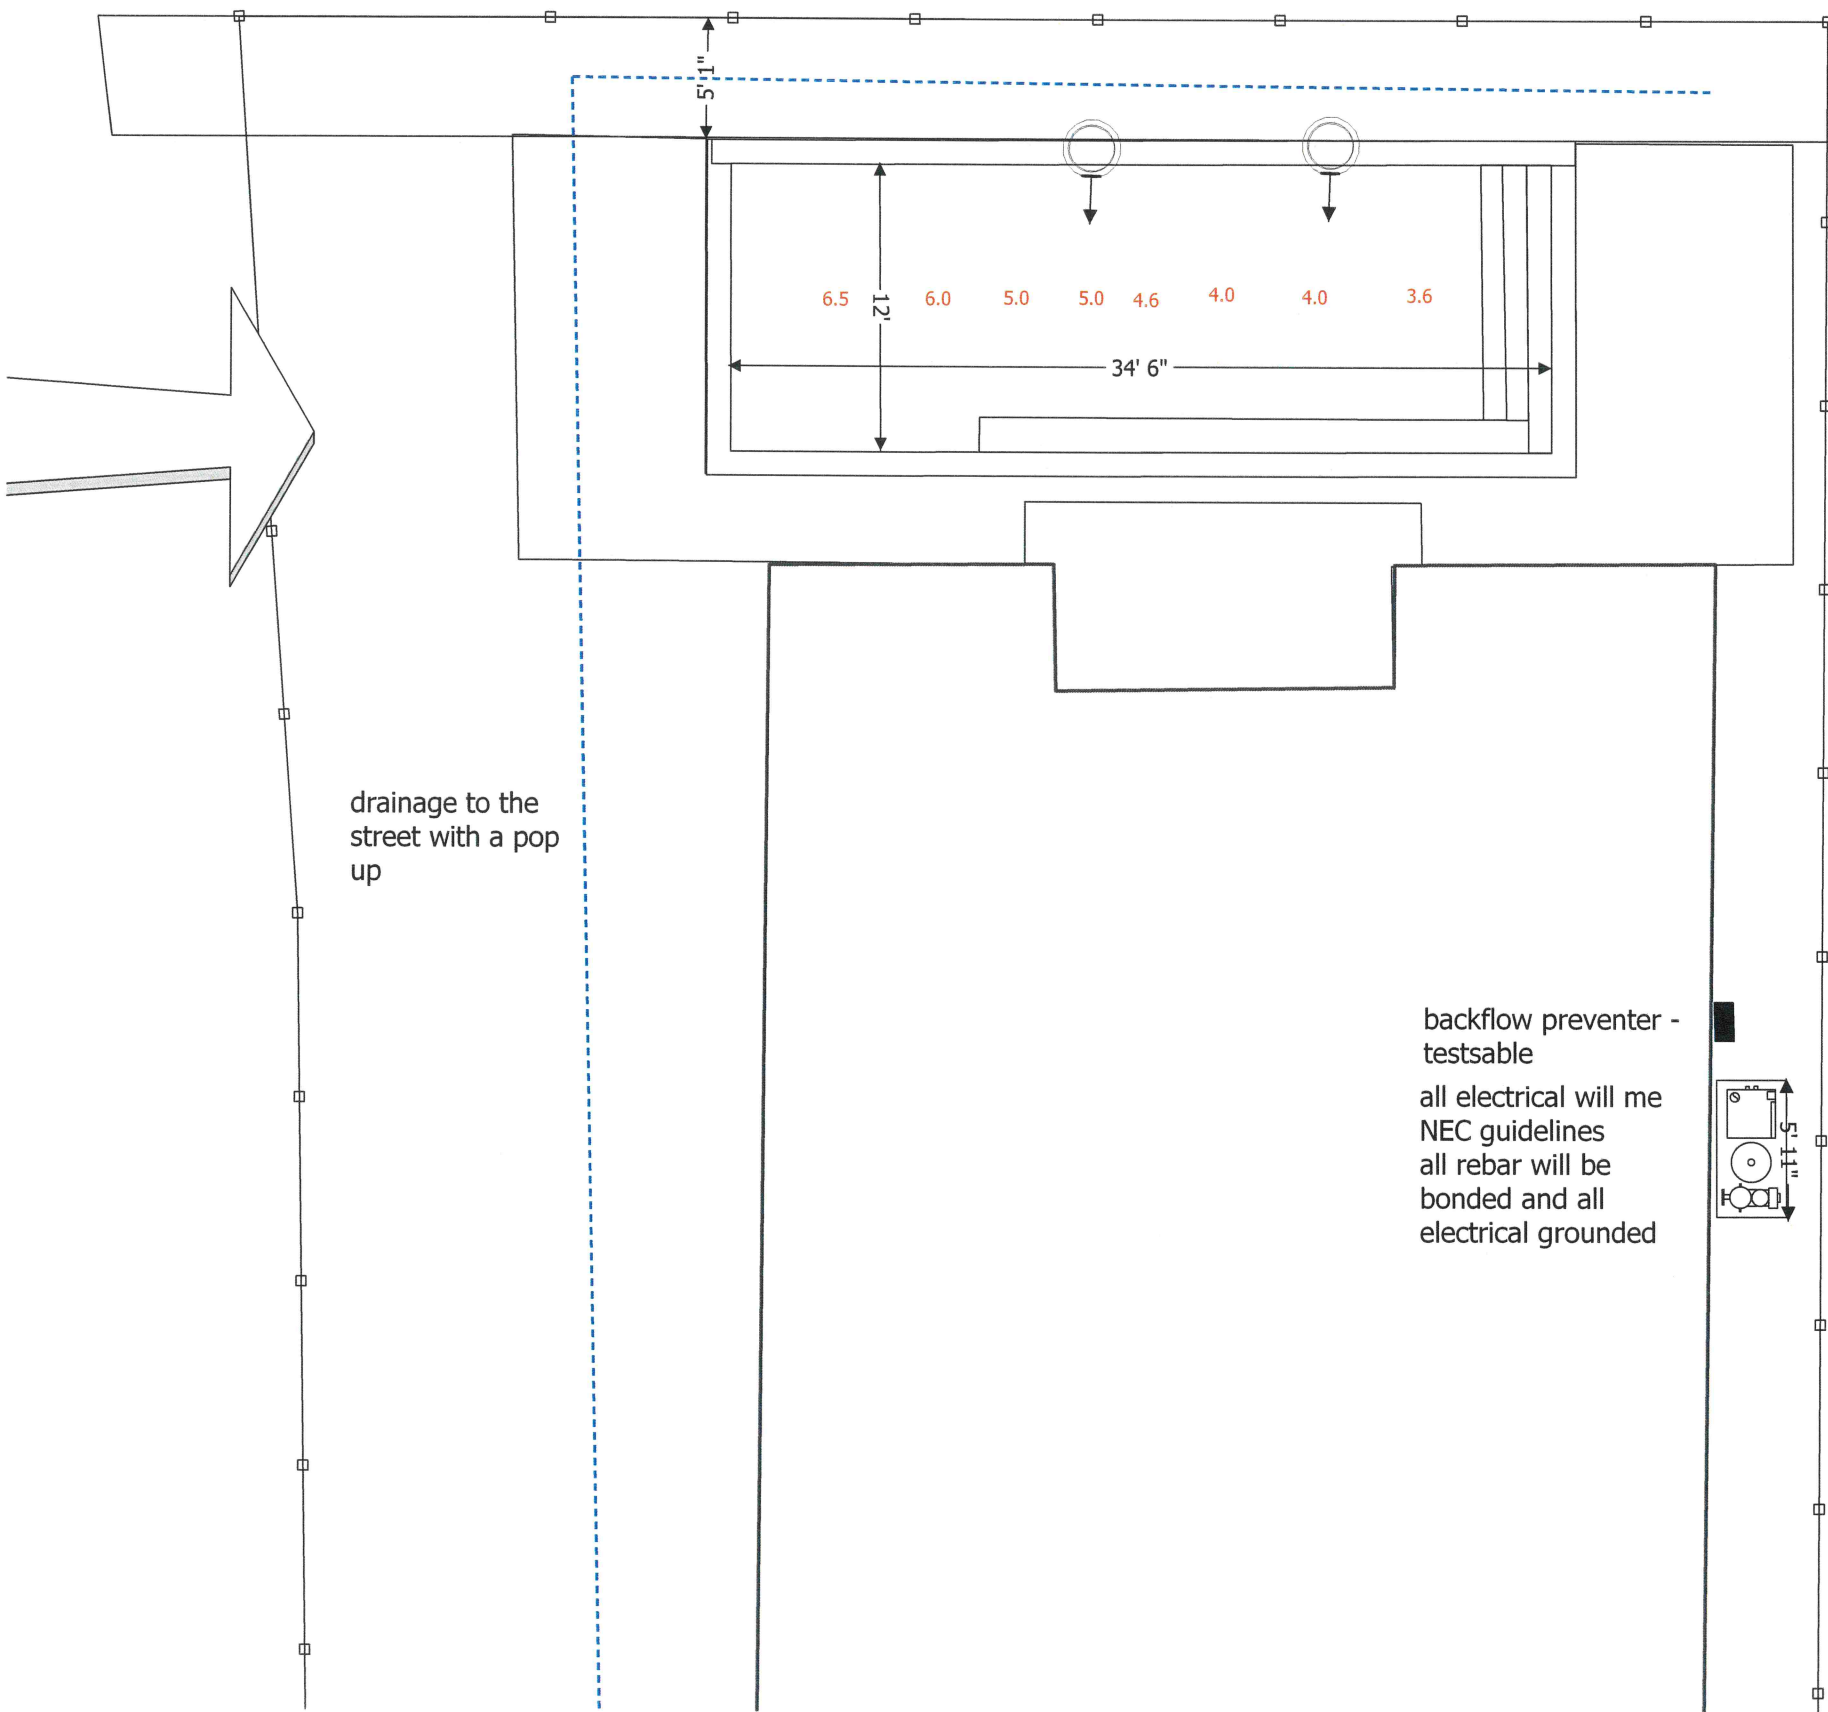 5' 1"
6.5 6.0 5.0 5.0 4.6 4.0 4.0 3.6
12'
34' 6"
drainage to the
street with a pop
up
backflow preventer -
testsable
all electrical will me
NEC guidelines
all rebar will be
bonded and all
electrical grounded
5' 11"